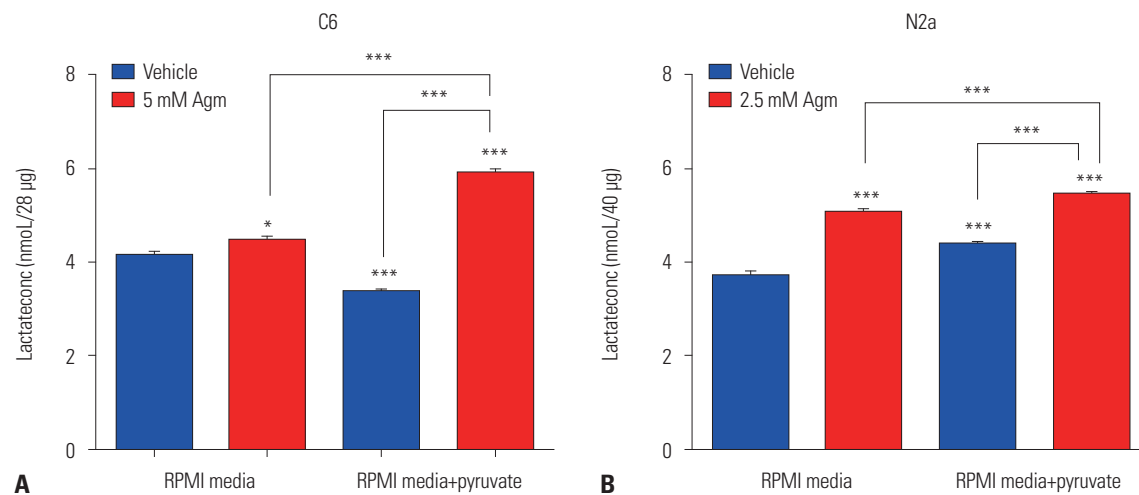 C6
8
6
4
2
0
Lactateconc (nmoL/28 µg)
Vehicle
5 mM Agm
***
***
*
***
***
RPMI media
RPMI media+pyruvate
A
N2a
8
6
4
2
0
Lactateconc (nmoL/40 µg)
Vehicle
2.5 mM Agm
***
***
***
***
***
RPMI media
RPMI media+pyruvate
B